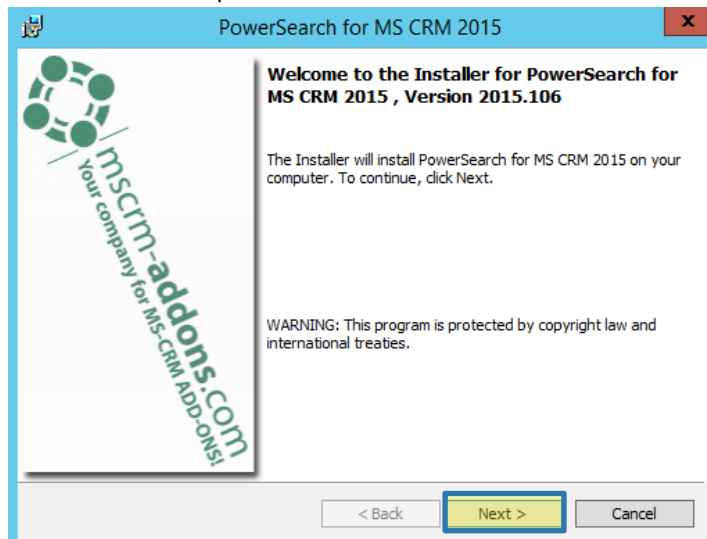 PowerSearch for MS CRM 2015
x
Welcome to the Installer for PowerSearch for
MS CRM 2015 , Version 2015.106
The Installer will install PowerSearch for MS CRM 2015 on your
computer. To continue, click Next.
WARNING: This program is protected by copyright law and
international treaties.
mscrm-addons.com
Your company for MS-CRM ADD-ONS!
< Back
Next >
Cancel